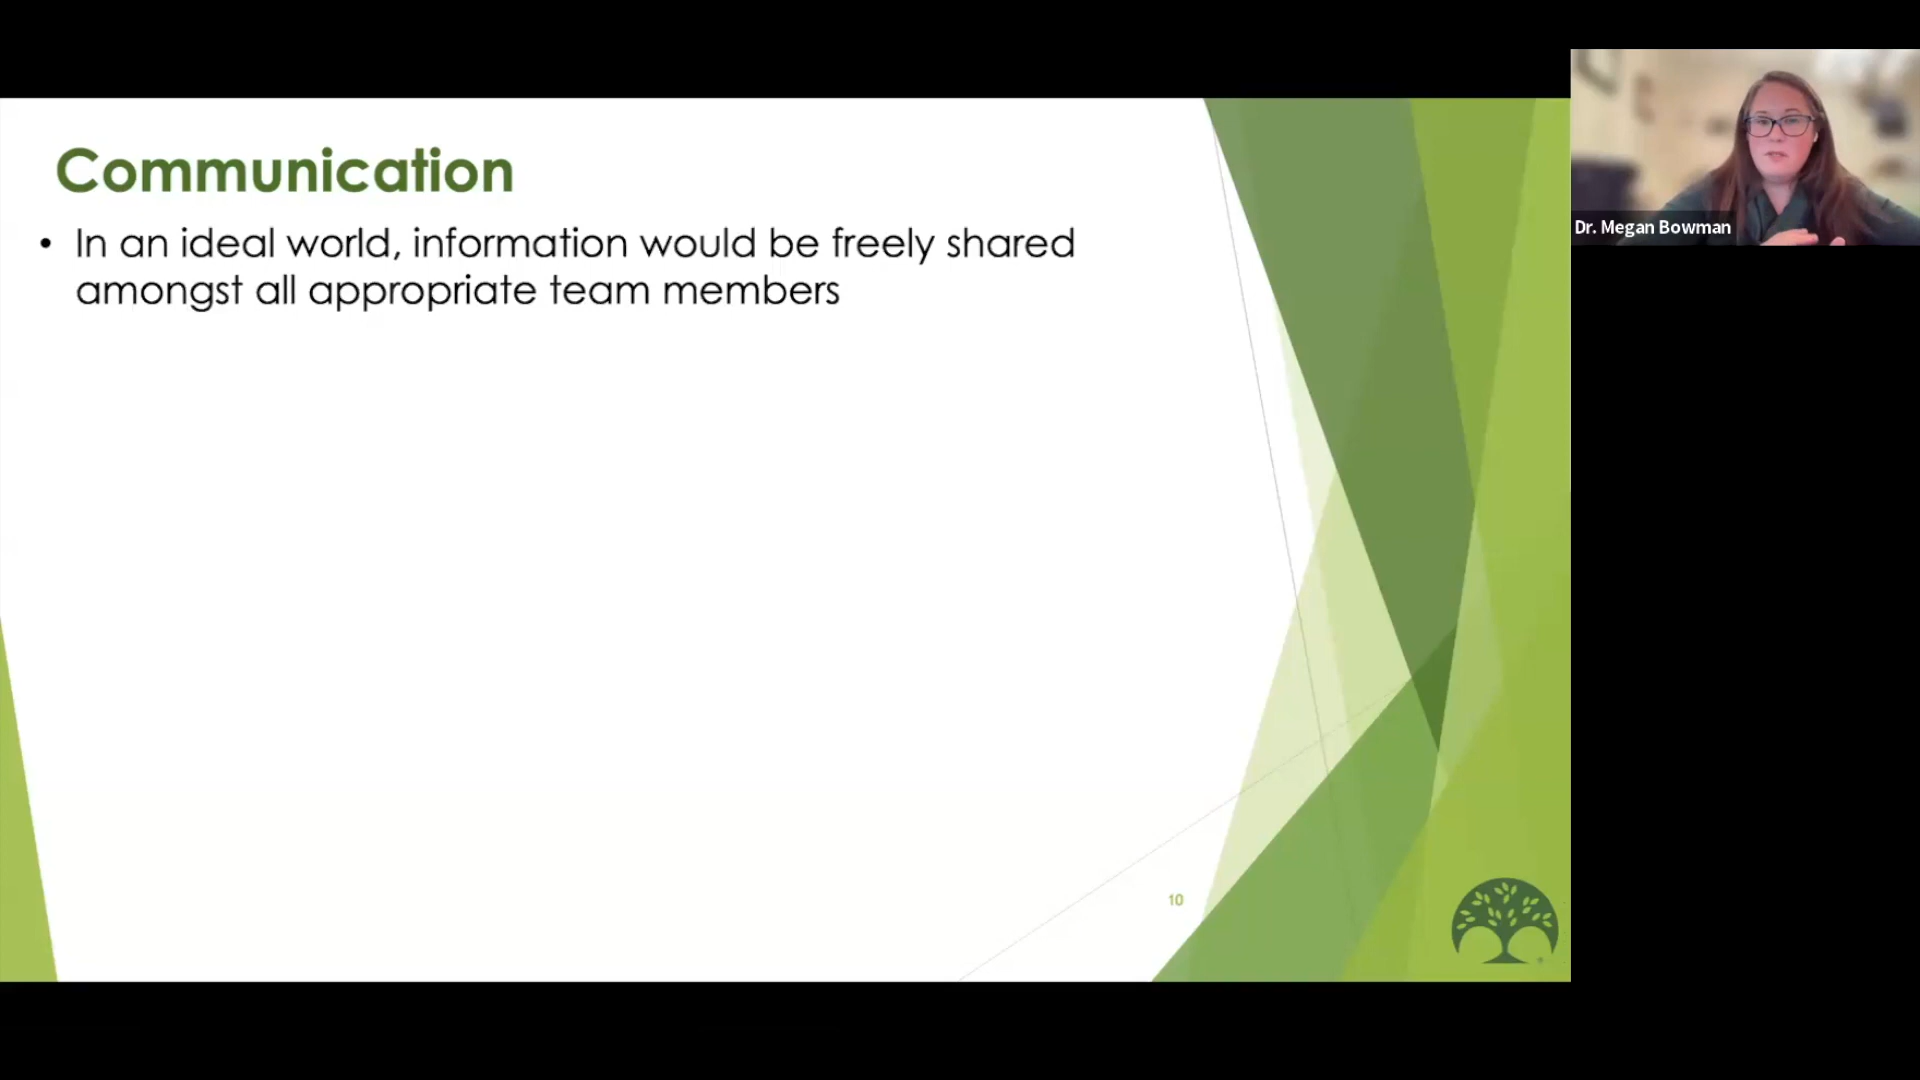 Communication
• In an ideal world, information would be freely shared
amongst all appropriate team members
10
Dr. Megan Bowman